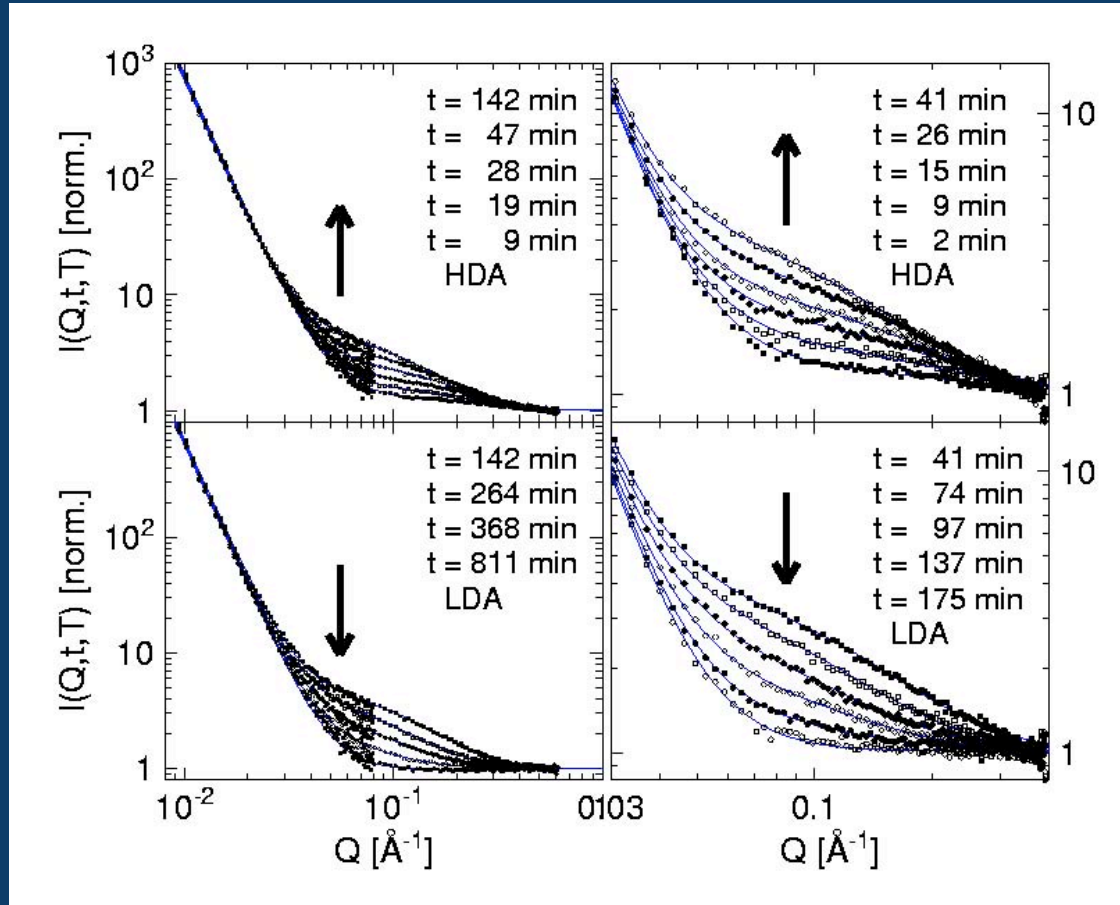 10³
10²
10
1
I(Q,t,T) [norm.]
t = 142 min
t = 47 min
t = 28 min
t = 19 min
t = 9 min
HDA
t = 41 min
t = 26 min
t = 15 min
t = 9 min
t = 2 min
HDA
10
1
10²
10
1
I(Q,t,T) [norm.]
t = 142 min
t = 264 min
t = 368 min
t = 811 min
LDA
t = 41 min
t = 74 min
t = 97 min
t = 137 min
t = 175 min
LDA
10
1
10⁻²
10⁻¹
0.1
Q [Å⁻¹]
Q [Å⁻¹]